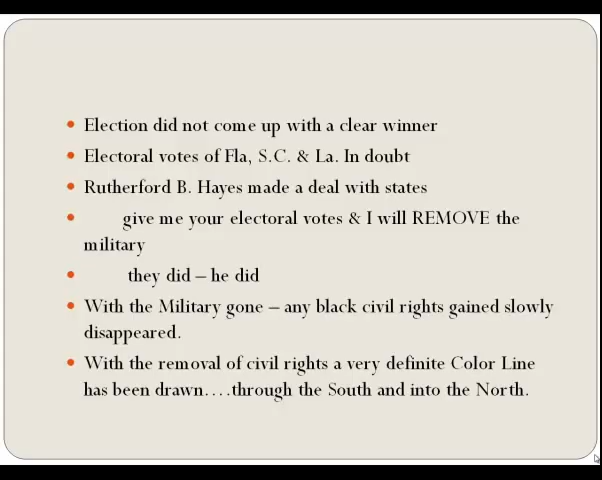 Election did not come up with a clear winner
Electoral votes of Fla, S.C. & La. In doubt
Rutherford B. Hayes made a deal with states
give me your electoral votes & I will REMOVE the
military
they did – he did
With the Military gone – any black civil rights gained slowly
disappeared.
With the removal of civil rights a very definite Color Line
has been drawn….through the South and into the North.